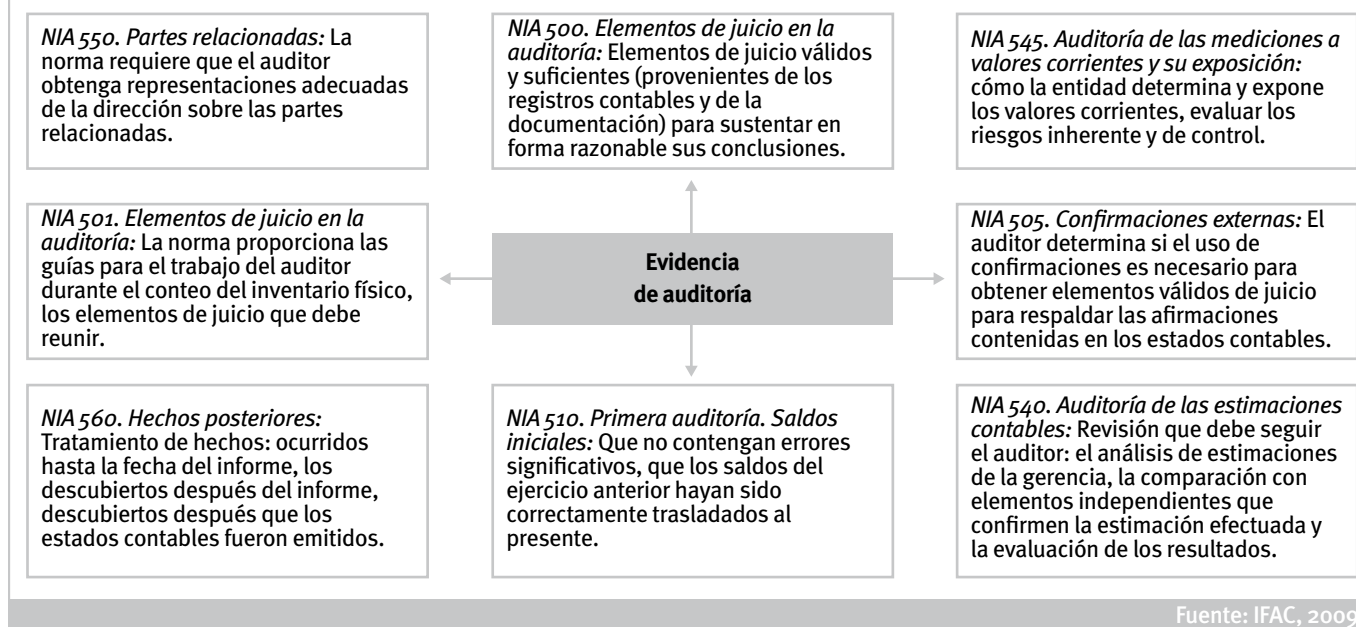 NIA 550. Partes relacionadas: La
norma requiere que el auditor
obtenga representaciones adecuadas
de la dirección sobre las partes
relacionadas.
NIA 500. Elementos de juicio en la
auditoría: Elementos de juicio válidos
y suficientes (provenientes de los
registros contables y de la
documentación) para sustentar en
forma razonable sus conclusiones.
NIA 545. Auditoría de las mediciones a
valores corrientes y su exposición:
cómo la entidad determina y expone
los valores corrientes, evaluar los
riesgos inherente y de control.
NIA 501. Elementos de juicio en la
auditoría: La norma proporciona las
guías para el trabajo del auditor
durante el conteo del inventario físico,
los elementos de juicio que debe
reunir.
Evidencia
de auditoría
NIA 505. Confirmaciones externas: El
auditor determina si el uso de
confirmaciones es necesario para
obtener elementos válidos de juicio
para respaldar las afirmaciones
contenidas en los estados contables.
NIA 560. Hechos posteriores:
Tratamiento de hechos: ocurridos
hasta la fecha del informe, los
descubiertos después del informe,
descubiertos después que los
estados contables fueron emitidos.
NIA 510. Primera auditoría. Saldos
iniciales: Que no contengan errores
significativos, que los saldos del
ejercicio anterior hayan sido
correctamente trasladados al
presente.
NIA 540. Auditoría de las estimaciones
contables: Revisión que debe seguir
el auditor: el análisis de estimaciones
de la gerencia, la comparación con
elementos independientes que
confirmen la estimación efectuada y
la evaluación de los resultados.
Fuente: IFAC, 2009